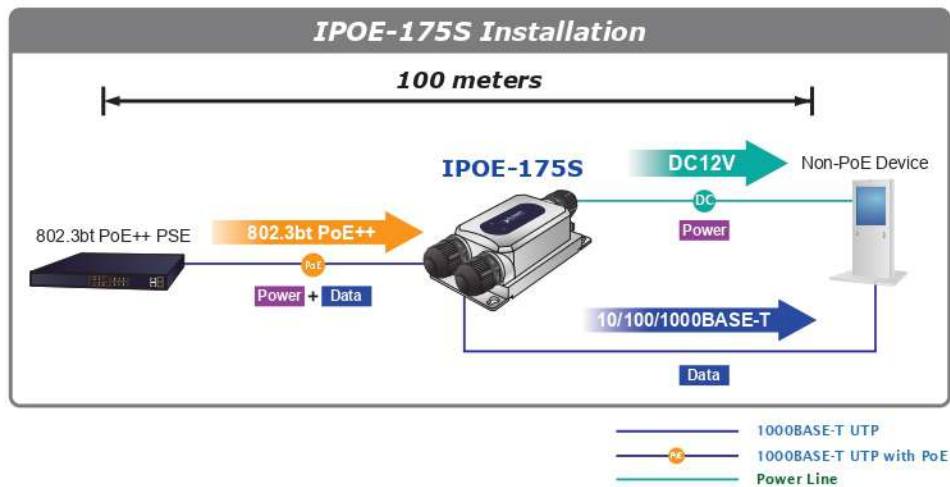 IPOE-175S Installation
100 meters
IPOE-175S
DC12V
Non-PoE Device
DC
Power
802.3bt PoE++ PSE
802.3bt PoE++
PoE
Power + Data
10/100/1000BASE-T
Data
1000BASE-T UTP
PoE
1000BASE-T UTP with PoE
Power Line